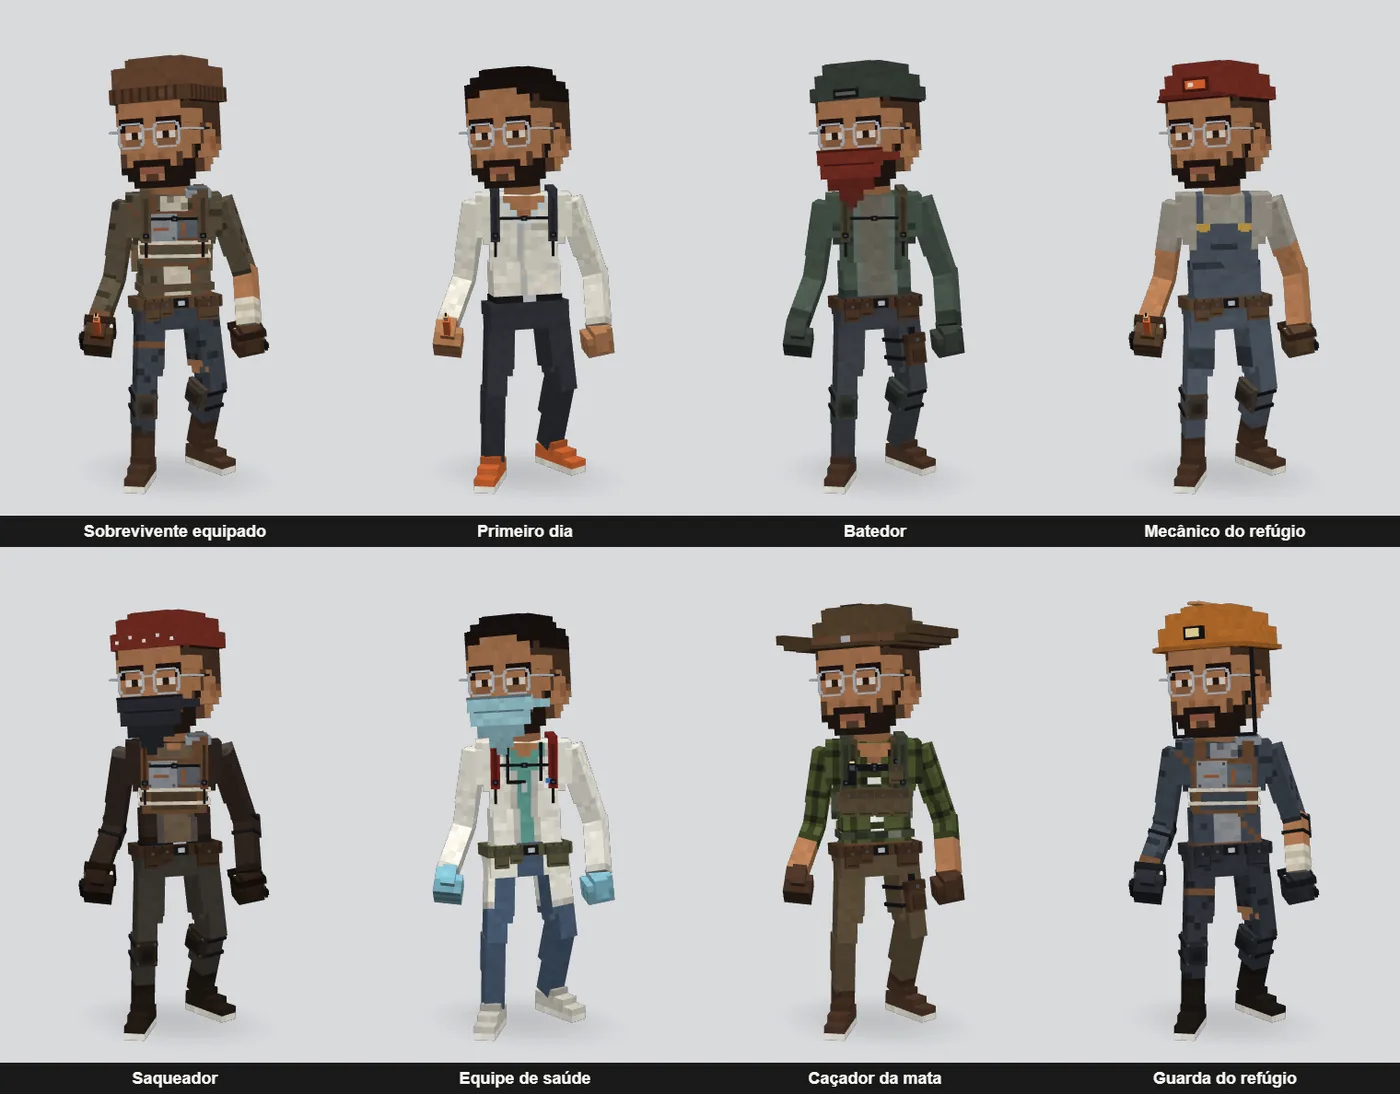 Sobrevivente equipado
Primeiro dia
Batedor
Mecânico do refúgio
Saqueador
Equipe de saúde
Caçador da mata
Guarda do refúgio